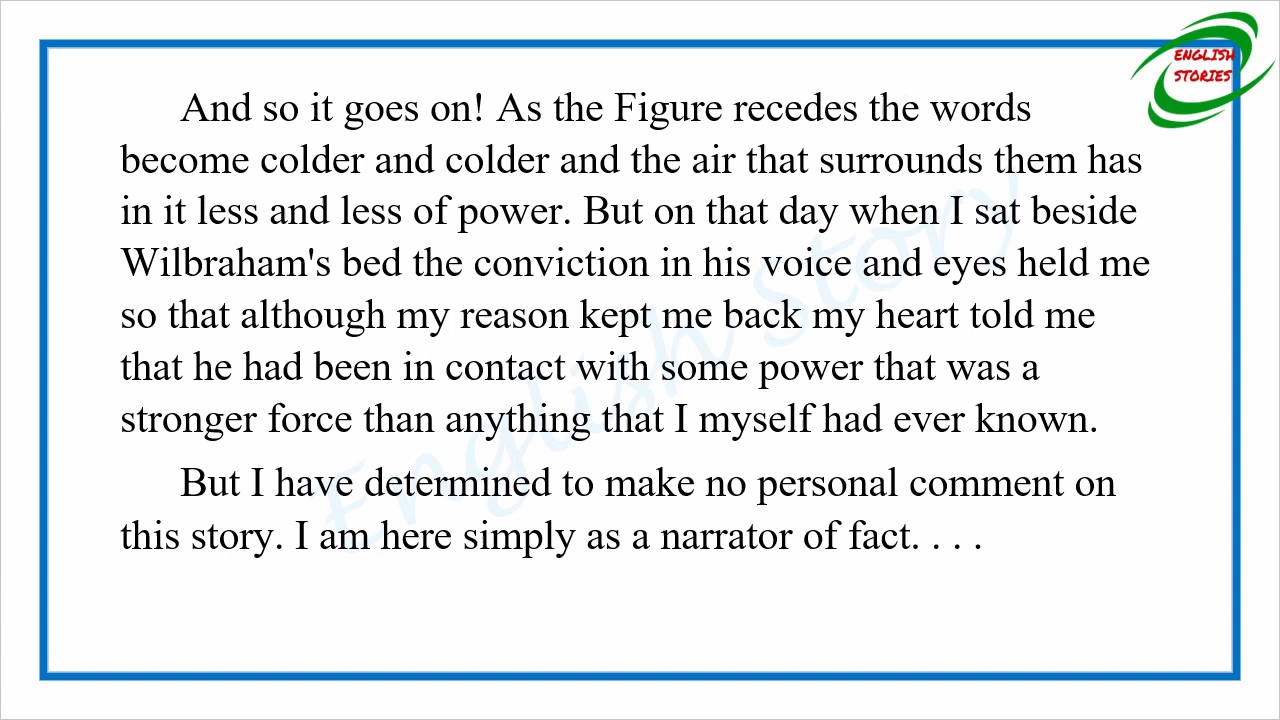 ENGLISH
STORIES
And so it goes on! As the Figure recedes the words
become colder and colder and the air that surrounds them has
in it less and less of power. But on that day when I sat beside
Wilbraham's bed the conviction in his voice and eyes held me
so that although my reason kept me back my heart told me
that he had been in contact with some power that was a
stronger force than anything that I myself had ever known.
But I have determined to make no personal comment on
this story. I am here simply as a narrator of fact. . . .
English Story